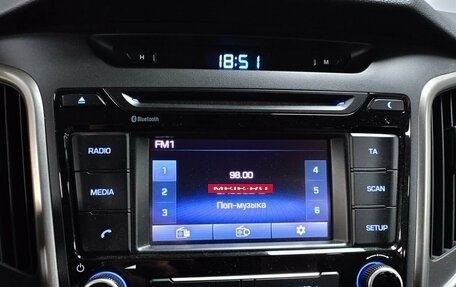 H
18:51
M
Bluetooth
RADIO
MEDIA
FM1
98.00
Поп-музыка
1
2
3
4
5
6
TA
SCAN
SETUP